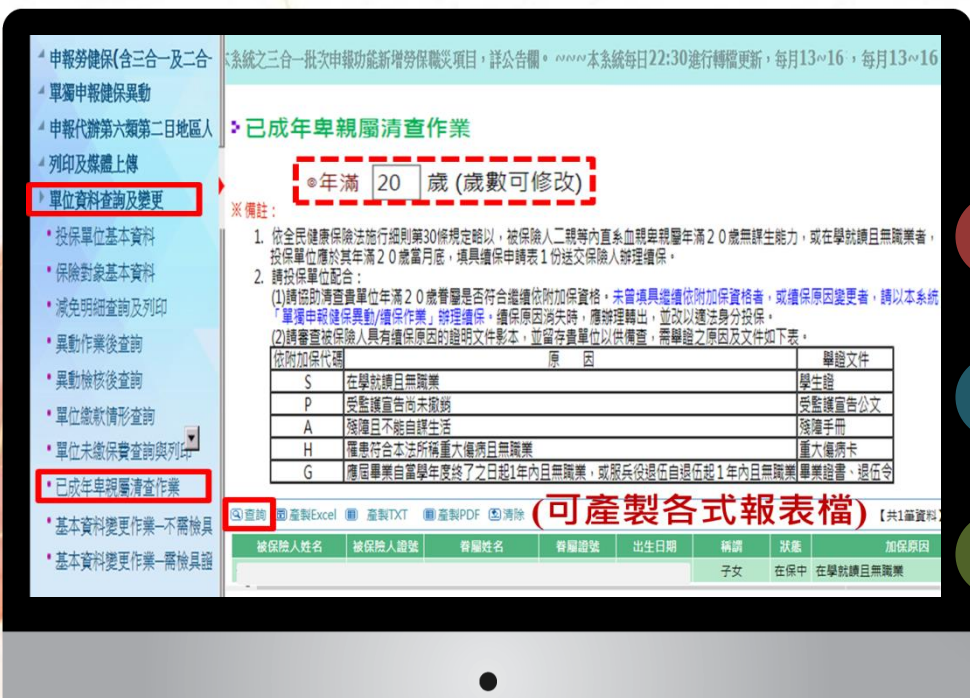 申報勞健保(含三合一及二合一
單獨申報健保異動
申報代辦第六類第二目地區人
列印及媒體上傳
單位資料查詢及變更
投保單位基本資料
保險對象基本資料
減免明細查詢及列印
異動作業後查詢
異動檢核後查詢
單位繳款情形查詢
單位未繳保費查詢與列印
已成年卑親屬清查作業
基本資料變更作業—不需檢具
基本資料變更作業—需檢具證
系統之三合一批次申報功能新增勞保職災項目，詳公告欄。~~~~本系統每日22:30進行轉檔更新，每月13~16，每月13~16
已成年卑親屬清查作業
◎年滿 20 歲 (歲數可修改)
※備註：
1. 依全民健康保險法施行細則第30條規定略以，被保險人二親等內直系血親卑親屬年滿２０歲無謀生能力，或在學就讀且無職業者，
投保單位應於其年滿２０歲當月底，填具續保申請表１份送交保險人辦理續保。
2. 請投保單位配合：
(1)請協助清查貴單位年滿２０歲眷屬是否符合繼續依附加保資格。未曾填具繼續依附加保資格者，或續保原因變更者，請以本系統
「單獨申報健保異動/續保作業」辦理續保。續保原因消失時，應辦理轉出，並改以適法身分投保。
(2)請審查被保險人具有續保原因的證明文件影本，並留存貴單位以供備查，需舉證之原因及文件如下表。
依附加保代碼 原 因 舉證文件
S 在學就讀且無職業 學生證
P 受監護宣告尚未撤銷 受監護宣告公文
A 殘障且不能自謀生活 殘障手冊
H 罹患符合本法所稱重大傷病且無職業 重大傷病卡
G 應屆畢業自當學年度終了之日起1年內且無職業，或服兵役退伍自退伍起１年內且無職業 畢業證書、退伍令
查詢 產製Excel 產製TXT 產製PDF 清除 (可產製各式報表檔) 【共1筆資料】
被保險人姓名 被保險人證號 眷屬姓名 眷屬證號 出生日期 稱謂 狀態 加保原因
子女 在保中 在學就讀且無職業